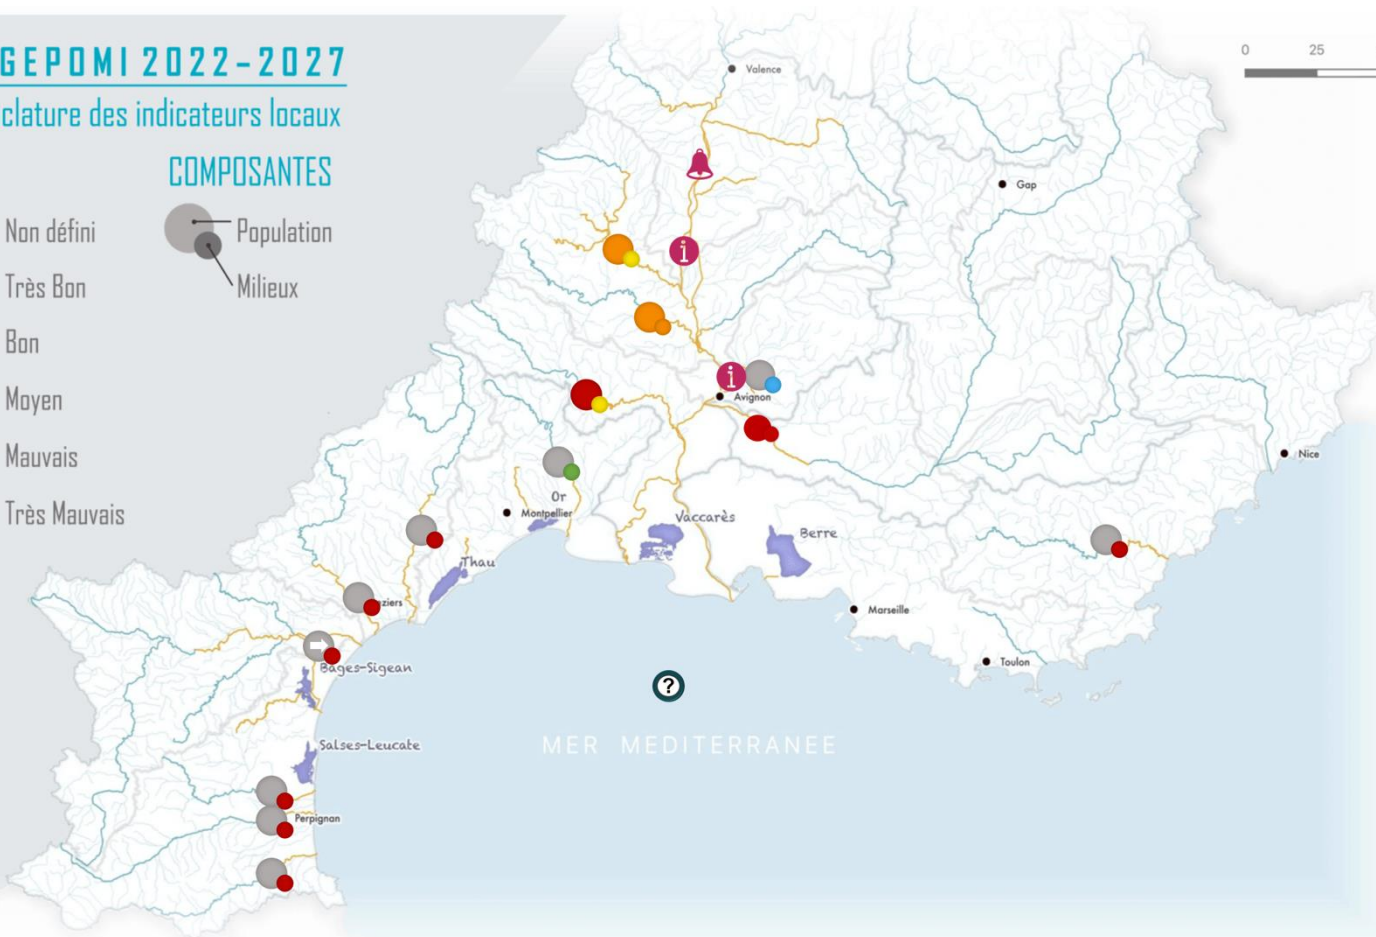 GEPOMI 2022-2027
clature des indicateurs locaux
COMPOSANTES
Non défini
Population
Très Bon
Milieux
Bon
Moyen
Mauvais
Très Mauvais
0 25
Valence
Gap
i
i
Avignon
Nice
Or
Montpellier
Vaccarès
Berre
Thau
ziers
Marseille
Toulon
Bages-Sigean
?
Salses-Leucate
MER MEDITERRANEE
Perpignan